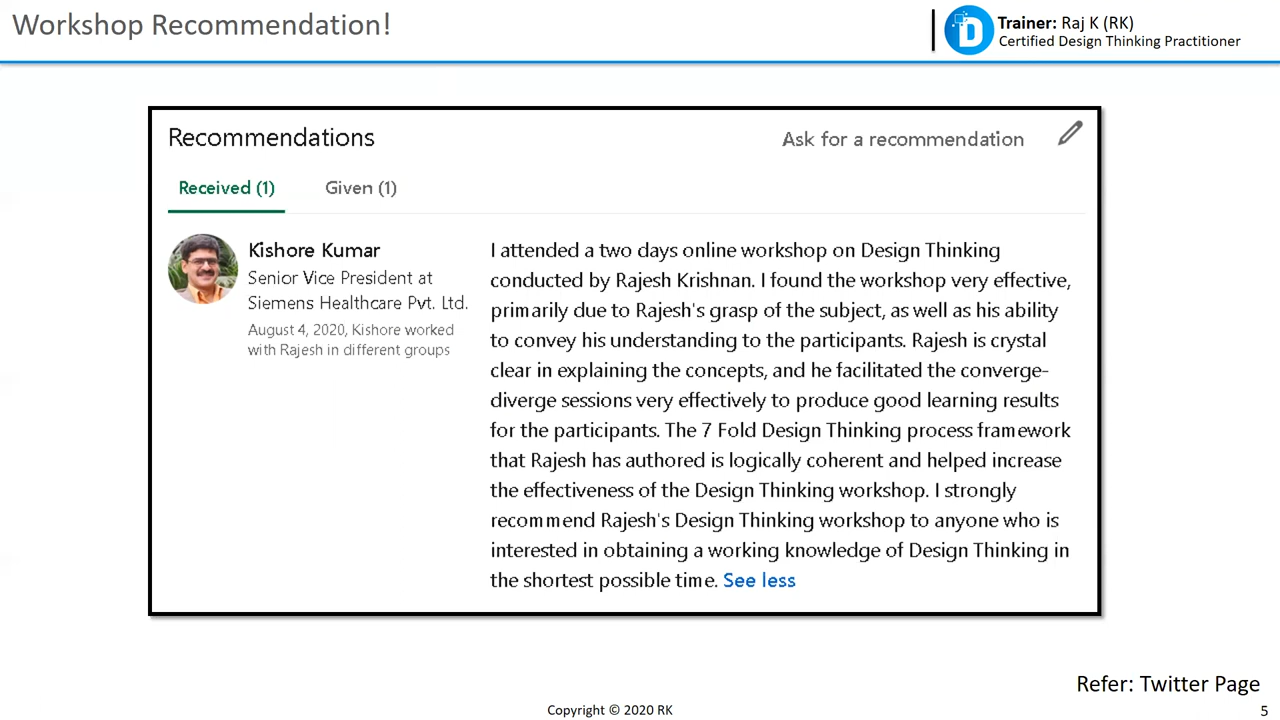 Workshop Recommendation!
D
Trainer: Raj K (RK)
Certified Design Thinking Practitioner
Recommendations
Ask for a recommendation
Received (1)
Given (1)
Kishore Kumar
Senior Vice President at
Siemens Healthcare Pvt. Ltd.
August 4, 2020, Kishore worked
with Rajesh in different groups
I attended a two days online workshop on Design Thinking
conducted by Rajesh Krishnan. I found the workshop very effective,
primarily due to Rajesh's grasp of the subject, as well as his ability
to convey his understanding to the participants. Rajesh is crystal
clear in explaining the concepts, and he facilitated the converge-
diverge sessions very effectively to produce good learning results
for the participants. The 7 Fold Design Thinking process framework
that Rajesh has authored is logically coherent and helped increase
the effectiveness of the Design Thinking workshop. I strongly
recommend Rajesh's Design Thinking workshop to anyone who is
interested in obtaining a working knowledge of Design Thinking in
the shortest possible time. See less
Refer: Twitter Page
Copyright © 2020 RK
5